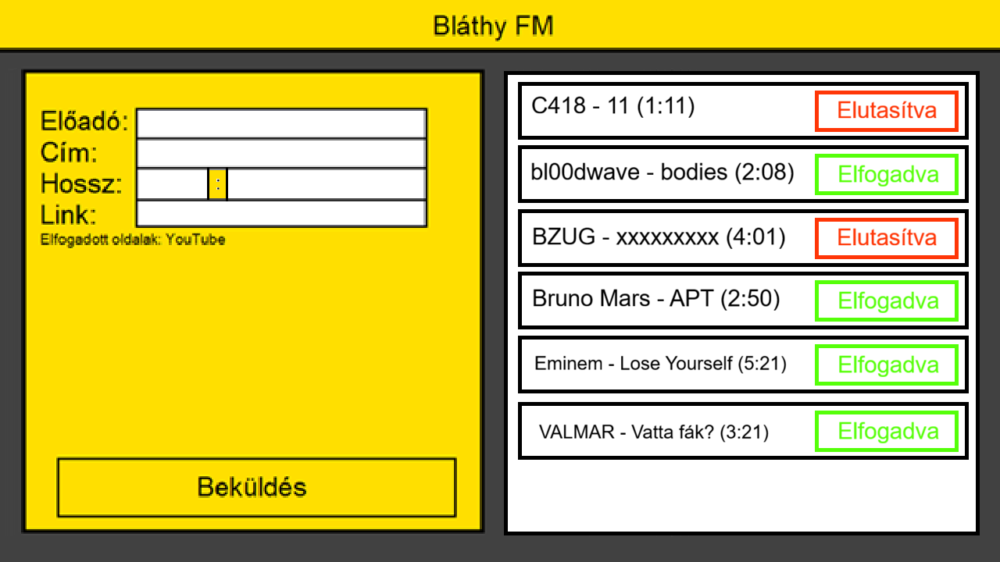 Bláthy FM
Előadó:
Cím:
Hossz:
:
Link:
Elfogadott oldalak: YouTube
Beküldés
C418 - 11 (1:11)
Elutasítva
bl00dwave - bodies (2:08)
Elfogadva
BZUG - xxxxxxxxx (4:01)
Elutasítva
Bruno Mars - APT (2:50)
Elfogadva
Eminem - Lose Yourself (5:21)
Elfogadva
VALMAR - Vatta fák? (3:21)
Elfogadva